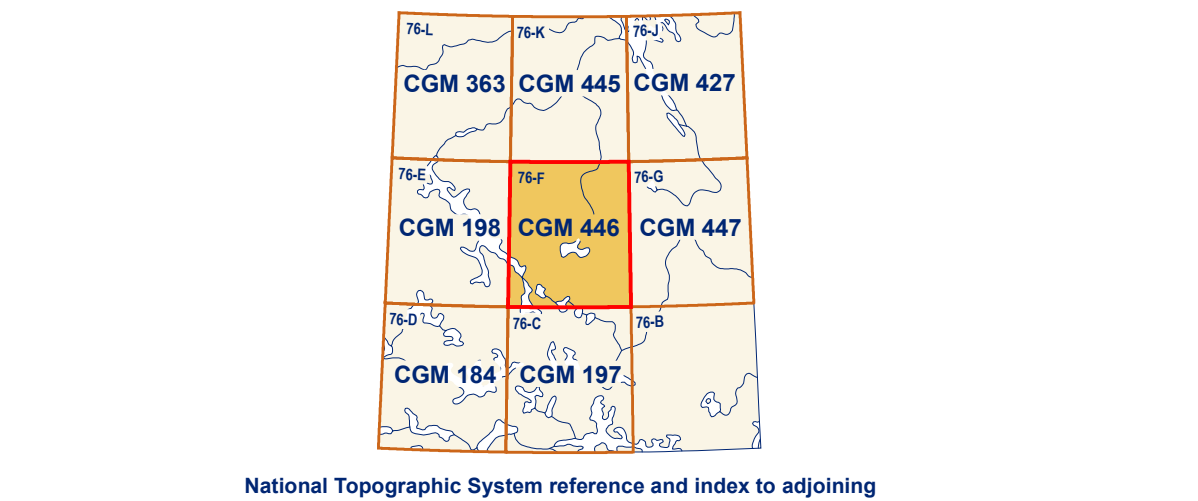 76-L 76-K 76-J
CGM 363 CGM 445 CGM 427
76-E 76-F 76-G
CGM 198 CGM 446 CGM 447
76-D 76-C 76-B
CGM 184 CGM 197
National Topographic System reference and index to adjoining